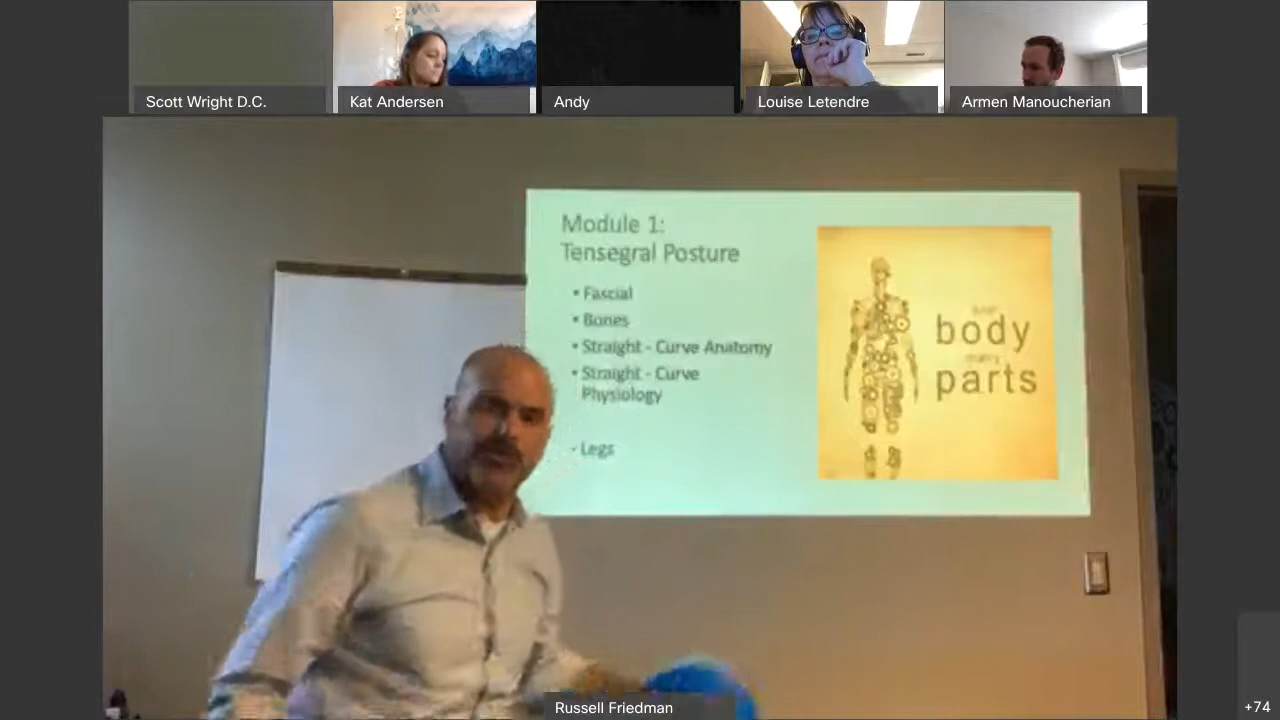 Scott Wright D.C.
Kat Andersen
Andy
Louise Letendre
Armen Manoucherian
Module 1:
Tensegral Posture
• Fascial
• Bones
• Straight - Curve Anatomy
• Straight - Curve
Physiology
- Legs
body
many
parts
Russell Friedman
+74